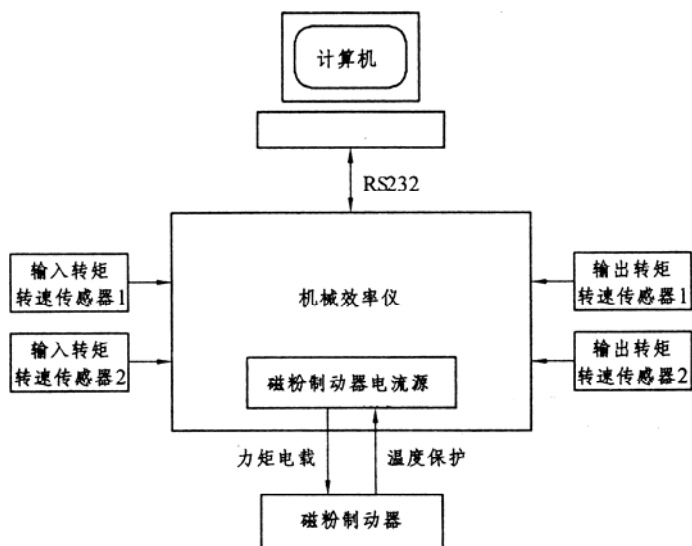 计算机
RS232
输入转矩
转速传感器1
输出转矩
转速传感器1
机械效率仪
输入转矩
转速传感器2
输出转矩
转速传感器2
磁粉制动器电流源
力矩电载
温度保护
磁粉制动器